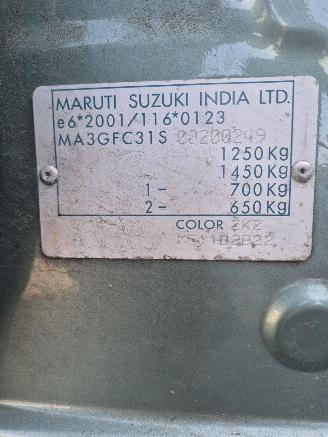 MARUTI SUZUKI INDIA LTD.
e6*2001/116*0123
MA3GFC31S 00200249
1250Kg
1450Kg
1- 700Kg
2- 650Kg
COLOR ZKZ